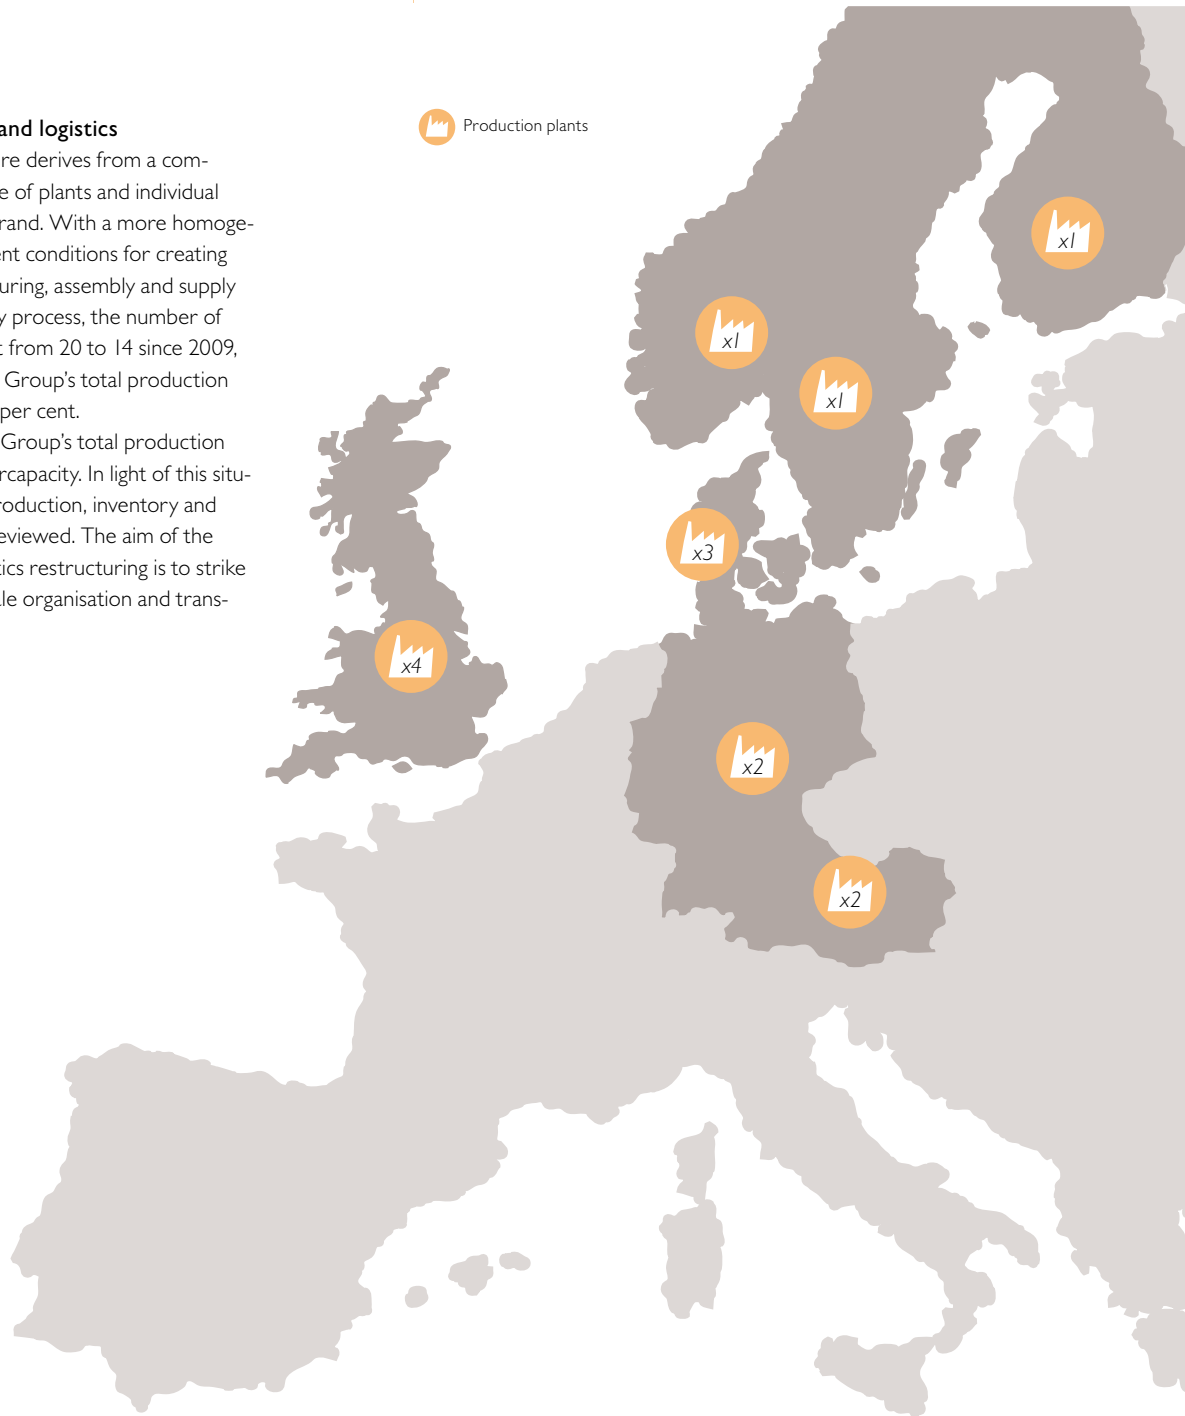 and logistics
re derives from a com-
e of plants and individual
rand. With a more homoge-
ent conditions for creating
uring, assembly and supply
y process, the number of
t from 20 to 14 since 2009,
Group's total production
per cent.
Group's total production
rcapacity. In light of this situ-
roduction, inventory and
eviewed. The aim of the
tics restructuring is to strike
ale organisation and trans-
Production plants
x1
x1
x1
x3
x4
x2
x2